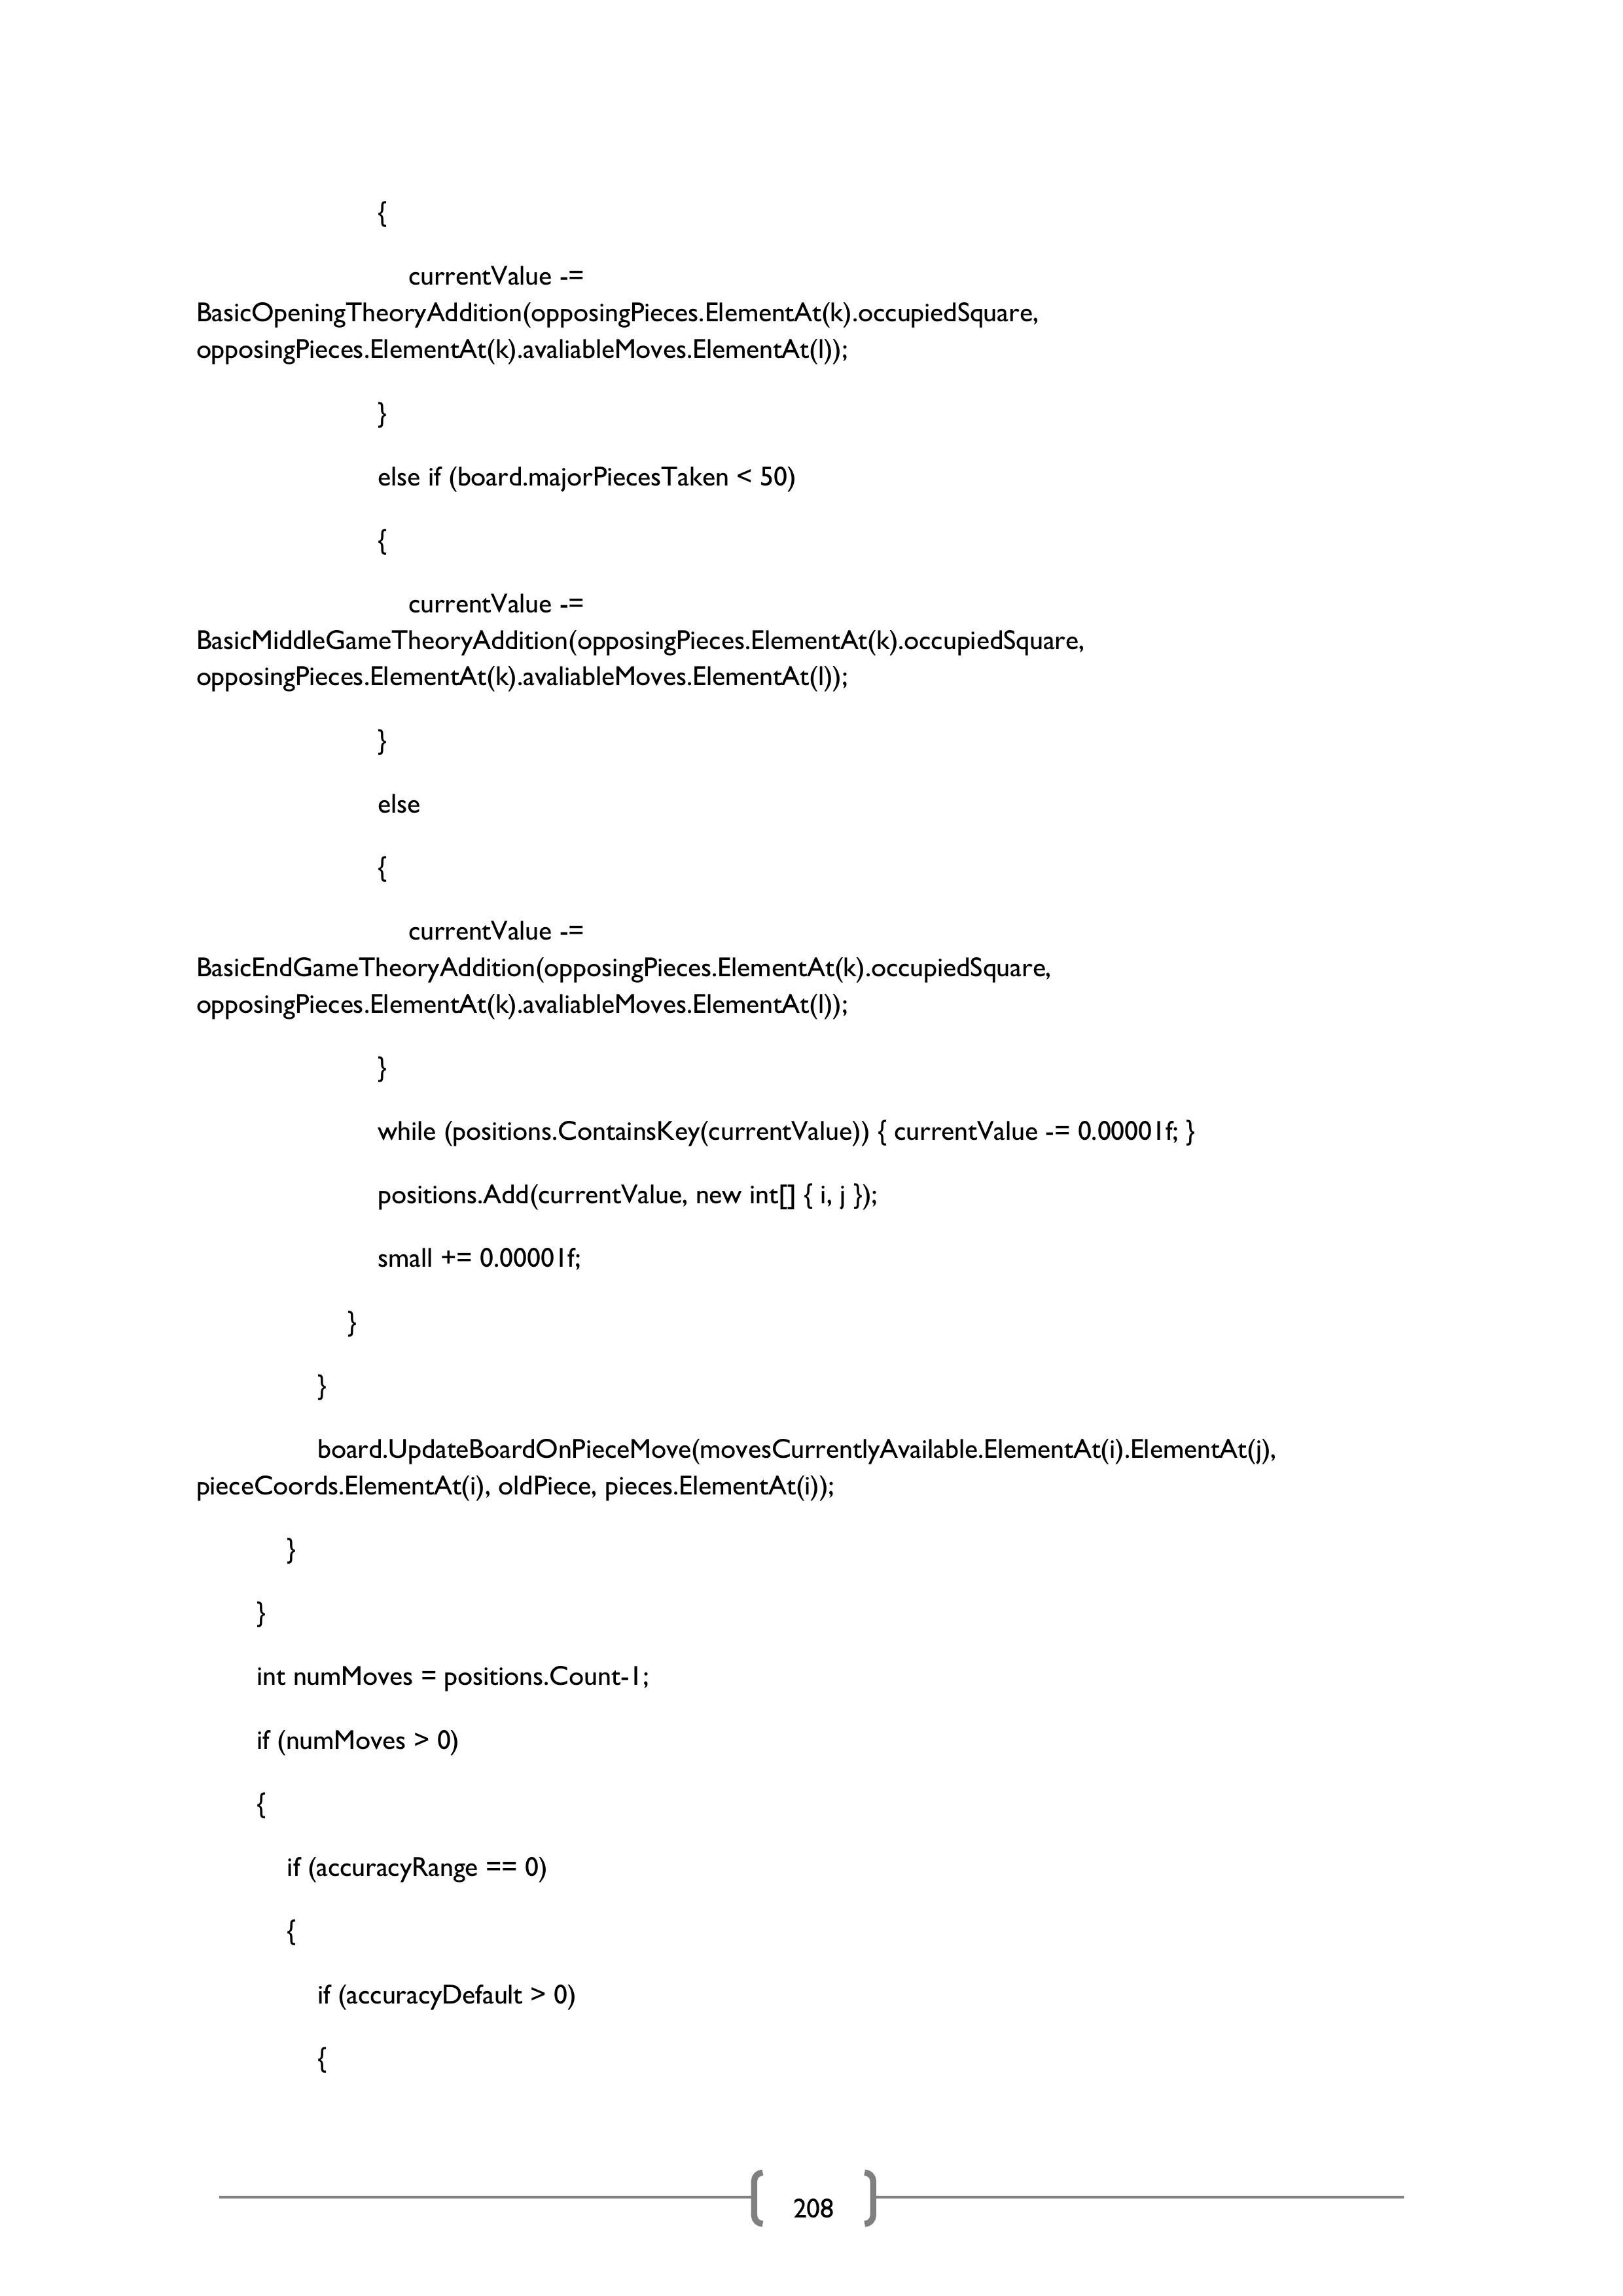 {
currentValue -=
BasicOpeningTheoryAddition(opposingPieces.ElementAt(k).occupiedSquare,
opposingPieces.ElementAt(k).avaliableMoves.ElementAt(l));
}
else if (board.majorPiecesTaken < 50)
{
currentValue -=
BasicMiddleGameTheoryAddition(opposingPieces.ElementAt(k).occupiedSquare,
opposingPieces.ElementAt(k).avaliableMoves.ElementAt(l));
}
else
{
currentValue -=
BasicEndGameTheoryAddition(opposingPieces.ElementAt(k).occupiedSquare,
opposingPieces.ElementAt(k).avaliableMoves.ElementAt(l));
}
while (positions.ContainsKey(currentValue)) { currentValue -= 0.00001f; }
positions.Add(currentValue, new int[] { i, j });
small += 0.00001f;
}
}
board.UpdateBoardOnPieceMove(movesCurrentlyAvailable.ElementAt(i).ElementAt(j),
pieceCoords.ElementAt(i), oldPiece, pieces.ElementAt(i));
}
}
int numMoves = positions.Count-1;
if (numMoves > 0)
{
if (accuracyRange == 0)
{
if (accuracyDefault > 0)
{
208